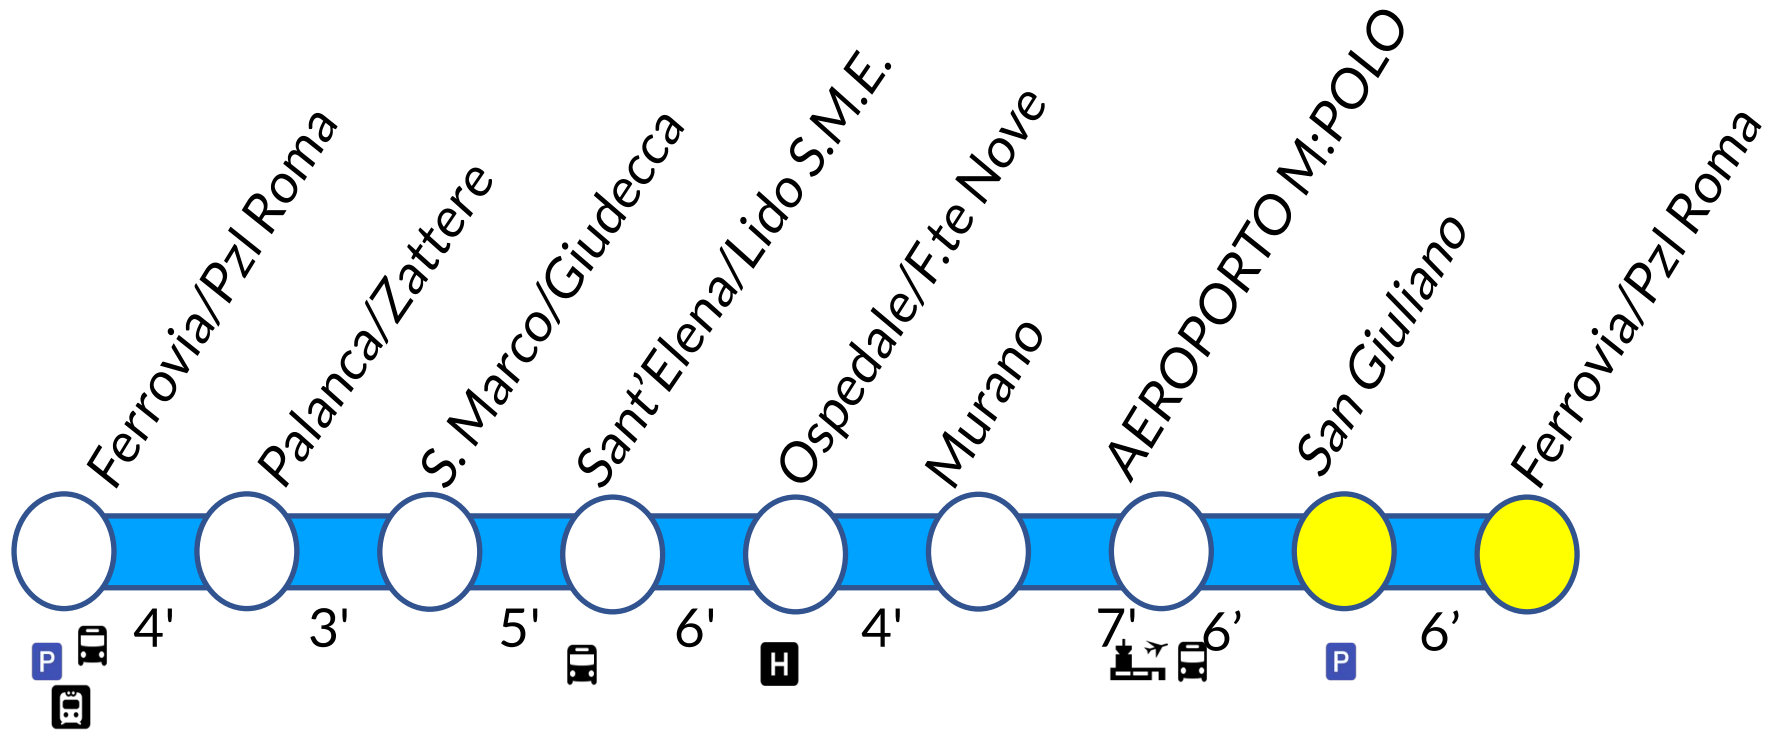 Ferrovia/Pzl Roma
Palanca/Zattere
S. Marco/Giudecca
Sant’Elena/Lido S.M.E.
Ospedale/F.te Nove
Murano
AEROPORTO M:POLO
San Giuliano
Ferrovia/Pzl Roma
4' 3' 5' 6' 4' 7' 6’ 6’
P H P